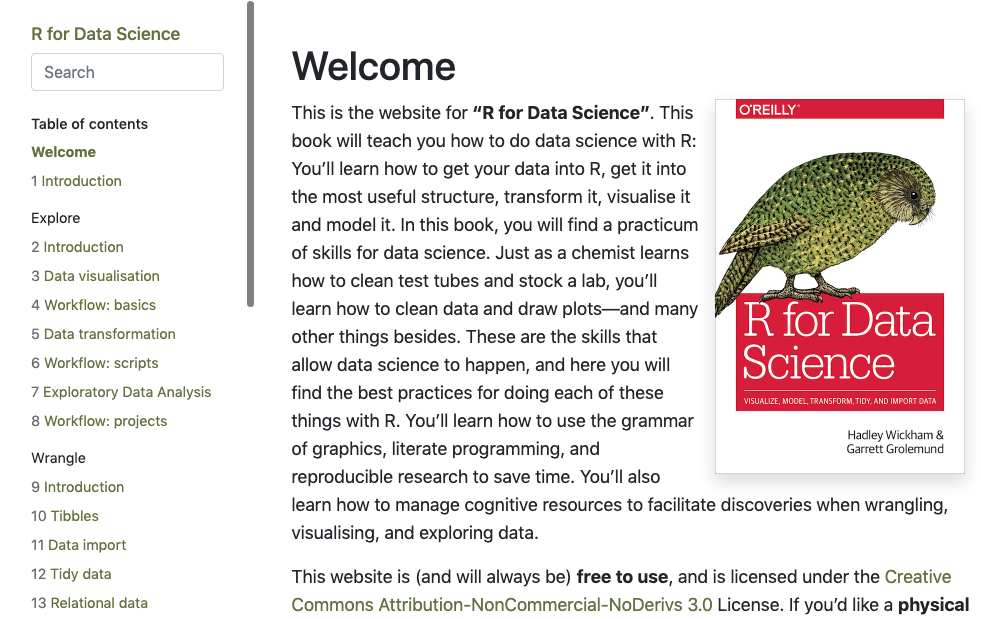 R for Data Science
Search
Table of contents
Welcome
1 Introduction
Explore
2 Introduction
3 Data visualisation
4 Workflow: basics
5 Data transformation
6 Workflow: scripts
7 Exploratory Data Analysis
8 Workflow: projects
Wrangle
9 Introduction
10 Tibbles
11 Data import
12 Tidy data
13 Relational data
Welcome
This is the website for “R for Data Science”. This
book will teach you how to do data science with R:
You’ll learn how to get your data into R, get it into
the most useful structure, transform it, visualise it
and model it. In this book, you will find a practicum
of skills for data science. Just as a chemist learns
how to clean test tubes and stock a lab, you’ll
learn how to clean data and draw plots—and many
other things besides. These are the skills that
allow data science to happen, and here you will
find the best practices for doing each of these
things with R. You’ll learn how to use the grammar
of graphics, literate programming, and
reproducible research to save time. You’ll also
learn how to manage cognitive resources to facilitate discoveries when wrangling,
visualising, and exploring data.
O'REILLY®
R for Data
Science
VISUALIZE, MODEL, TRANSFORM, TIDY, AND IMPORT DATA
Hadley Wickham &
Garrett Grolemund
This website is (and will always be) free to use, and is licensed under the Creative
Commons Attribution-NonCommercial-NoDerivs 3.0 License. If you’d like a physical